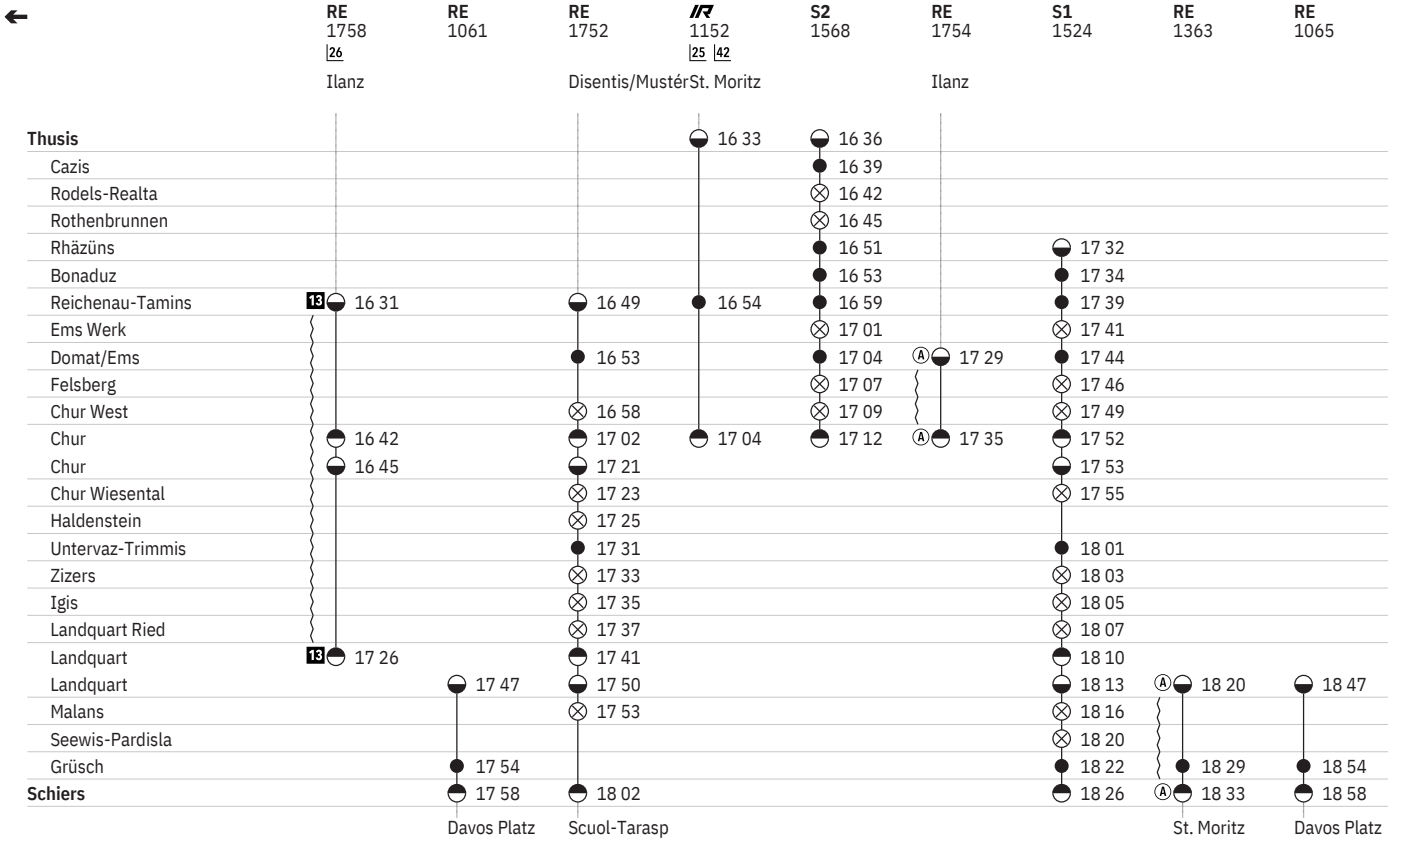 RE RE RE IR S2 RE S1 RE RE
1758 1061 1752 1152 1568 1754 1524 1363 1065
26 25 42
Ilanz Disentis/Mustér St. Moritz Ilanz
Thusis 16 33 16 36
Cazis 16 39
Rodels-Realta 16 42
Rothenbrunnen 16 45
Rhäzüns 16 51 17 32
Bonaduz 16 53 17 34
Reichenau-Tamins 13 16 31 16 49 16 54 16 59 17 39
Ems Werk 17 01 17 41
Domat/Ems 16 53 17 04 A 17 29 17 44
Felsberg 17 07 17 46
Chur West 16 58 17 09 17 49
Chur 16 42 17 02 17 04 17 12 A 17 35 17 52
Chur 16 45 17 21 17 53
Chur Wiesental 17 23 17 55
Haldenstein 17 25
Untervaz-Trimmis 17 31 18 01
Zizers 17 33 18 03
Igis 17 35 18 05
Landquart Ried 17 37 18 07
Landquart 13 17 26 17 41 18 10
Landquart 17 47 17 50 18 13 A 18 20 18 47
Malans 17 53 18 16
Seewis-Pardisla 18 20
Grüsch 17 54 18 22 18 29 18 54
Schiers 17 58 18 02 18 26 A 18 33 18 58
Davos Platz Scuol-Tarasp St. Moritz Davos Platz